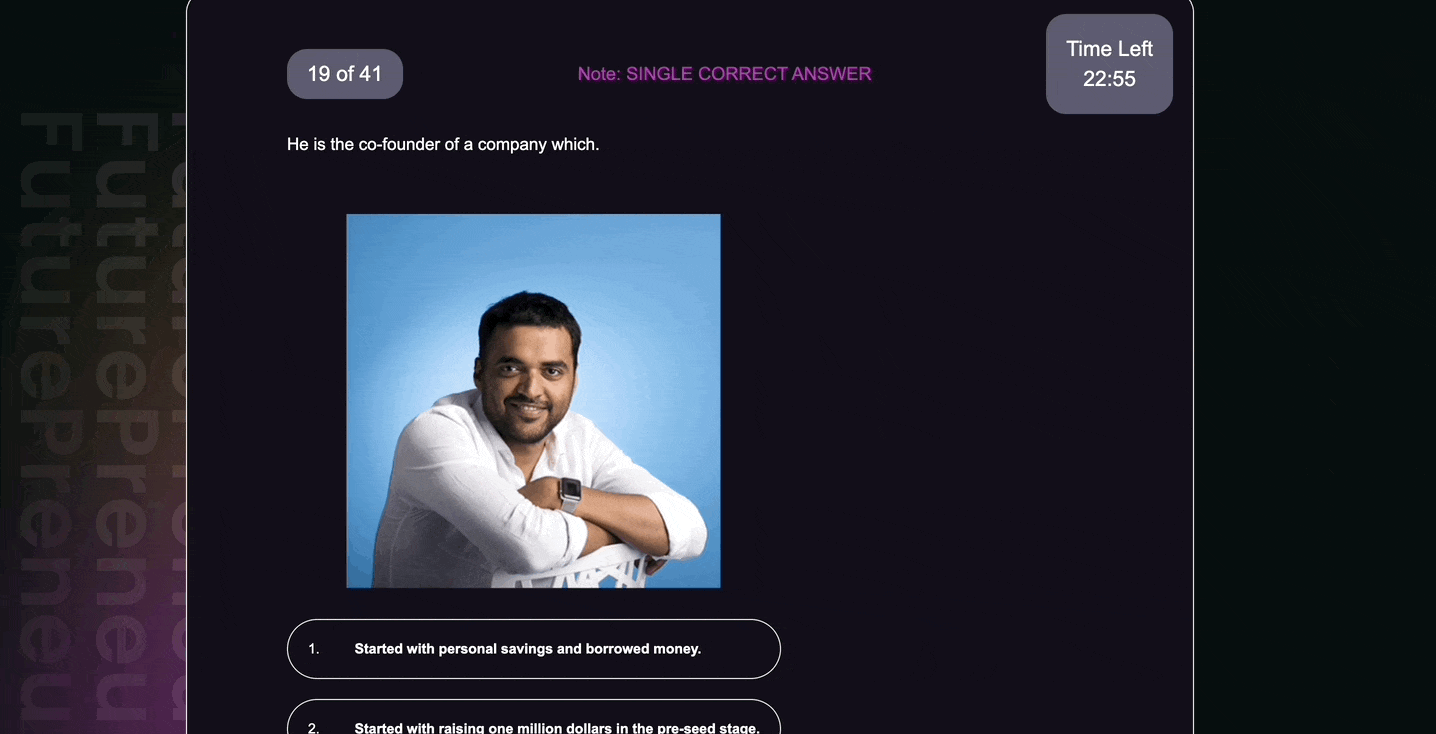 19 of 41
Note: SINGLE CORRECT ANSWER
Time Left
22:55
He is the co-founder of a company which.
1. Started with personal savings and borrowed money.
2. Started with raising one million dollars in the pre-seed stage.
FuturePreneu
FuturePreneu